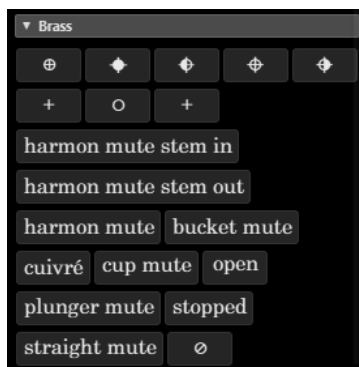 ▼ Brass
+ ○ +
harmon mute stem in
harmon mute stem out
harmon mute bucket mute
cuivré cup mute open
plunger mute stopped
straight mute